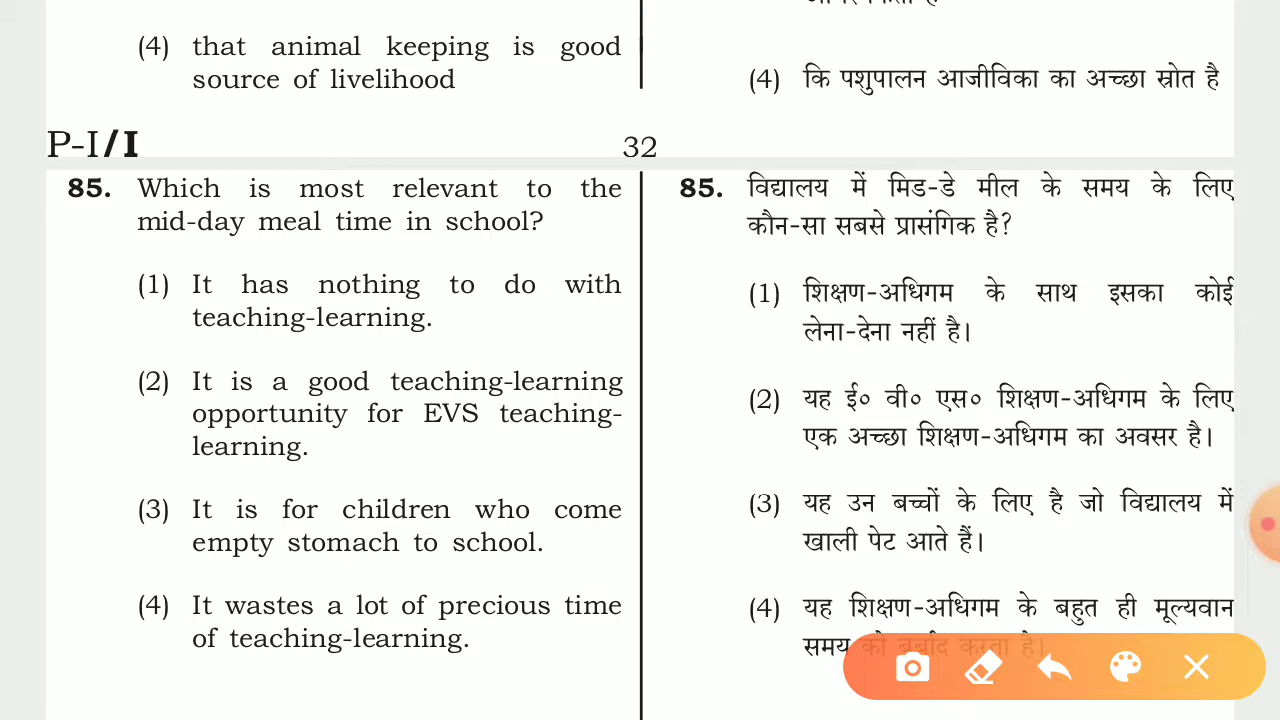 (4) that animal keeping is good
source of livelihood
(4) कि पशुपालन आजीविका का अच्छा स्रोत है
P-I/I
32
85. Which is most relevant to the
mid-day meal time in school?
(1) It has nothing to do with
teaching-learning.
(2) It is a good teaching-learning
opportunity for EVS teaching-
learning.
(3) It is for children who come
empty stomach to school.
(4) It wastes a lot of precious time
of teaching-learning.
85. विद्यालय में मिड-डे मील के समय के लिए
कौन-सा सबसे प्रासंगिक है?
(1) शिक्षण-अधिगम के साथ इसका कोई
लेना-देना नहीं है।
(2) यह ई० वी० एस० शिक्षण-अधिगम के लिए
एक अच्छा शिक्षण-अधिगम का अवसर है।
(3) यह उन बच्चों के लिए है जो विद्यालय में
खाली पेट आते हैं।
(4) यह शिक्षण-अधिगम के बहुत ही मूल्यवान
समय को बर्बाद करता है।